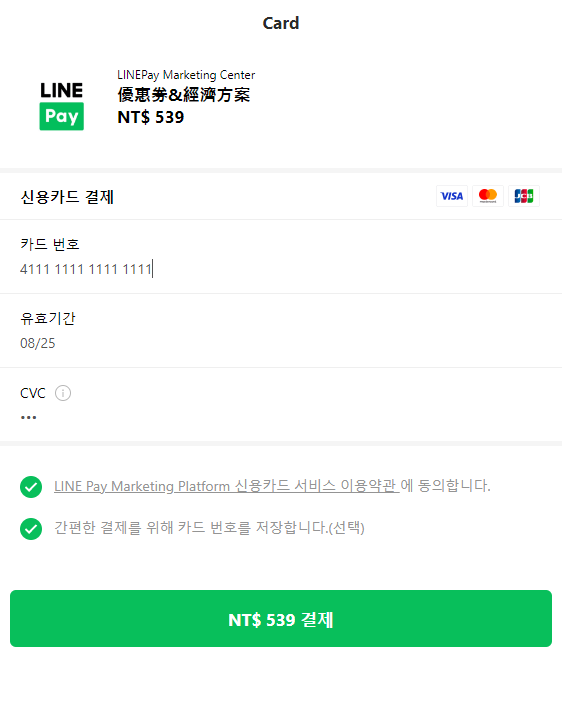 Card
LINE
Pay
LINEPay Marketing Center
優惠券&經濟方案
NT$ 539
신용카드 결제
VISA
JCB
카드 번호
4111 1111 1111 1111
유효기간
08/25
CVC
•••
LINE Pay Marketing Platform 신용카드 서비스 이용약관 에 동의합니다.
간편한 결제를 위해 카드 번호를 저장합니다.(선택)
NT$ 539 결제